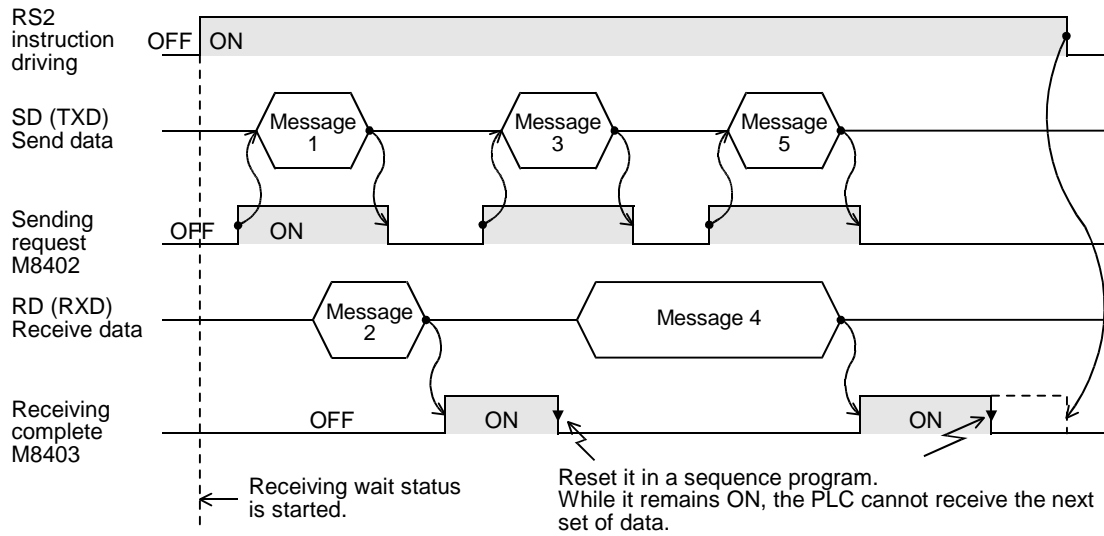 RS2
instruction
driving
OFF
ON
SD (TXD)
Send data
Message
1
Message
3
Message
5
Sending
request
M8402
OFF
ON
RD (RXD)
Receive data
Message
2
Message 4
Receiving
complete
M8403
OFF
ON
ON
Receiving wait status
is started.
Reset it in a sequence program.
While it remains ON, the PLC cannot receive the next
set of data.